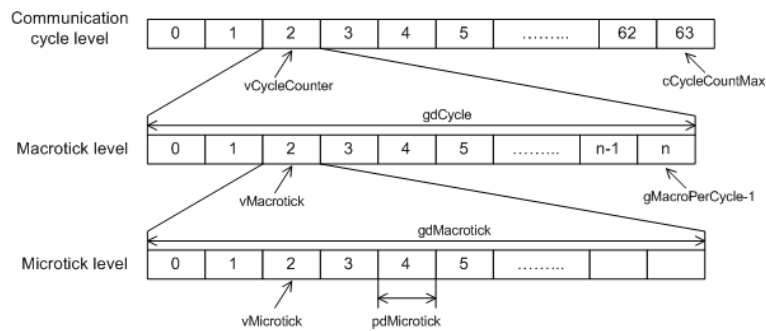 Communication
cycle level
0 1 2 3 4 5 ......... 62 63
vCycleCounter
cCycleCountMax
gdCycle
Macrotick level
0 1 2 3 4 5 ......... n-1 n
vMacrotick
gMacroPerCycle-1
gdMacrotick
Microtick level
0 1 2 3 4 5 .........
vMicrotick
pdMicrotick